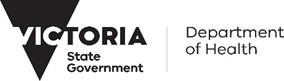 VICTORIA
State
Government
Department
of Health